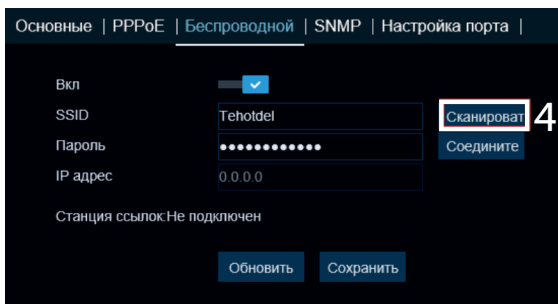 Основные | PPPoE | Беспроводной | SNMP | Настройка порта |
Вкл
SSID Tehotdel Сканироват 4
Пароль •••••••••••• Соедините
IP адрес 0.0.0.0
Станция ссылок:Не подключен
Обновить Сохранить